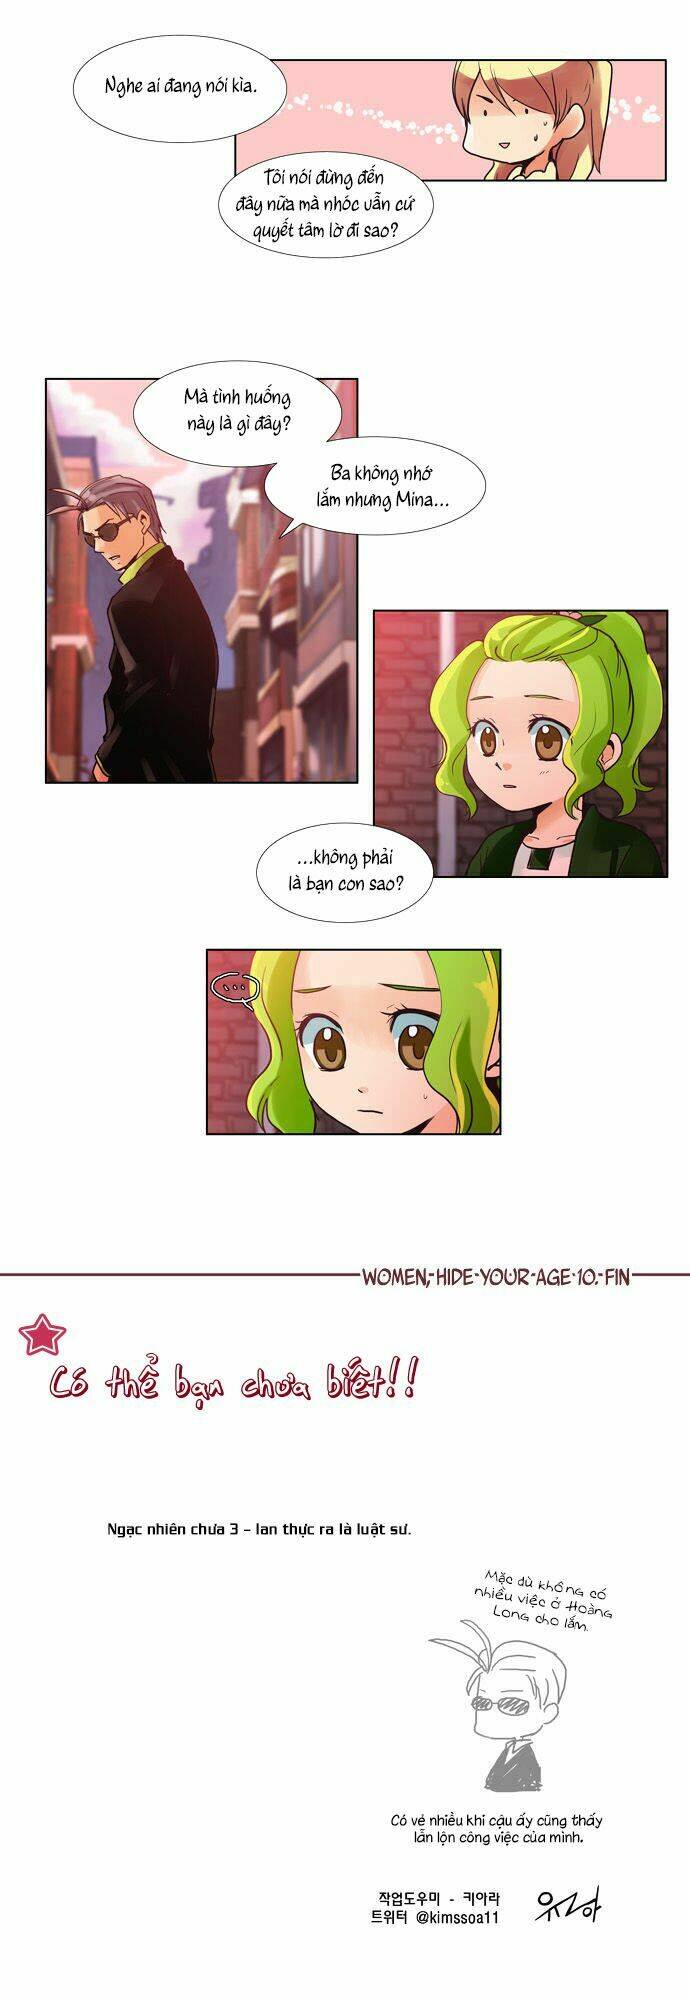 Nghe ai đang nói kìa.
Tôi nói đừng đến
đây nữa mà nhóc vẫn cứ
quyết tâm lờ đi sao?
Mà tình huống
này là gì đây?
Ba không nhớ
lắm nhưng Mina...
...không phải
là bạn con sao?
...
WOMEN, HIDE YOUR AGE 10. FIN
Có thể bạn chưa biết!!
Ngạc nhiên chưa 3 - Ian thực ra là luật sư.
Mặc dù không có
nhiều việc ở Hoàng
Long cho lắm.
Có vẻ nhiều khi cậu ấy cũng thấy
lẫn lộn công việc của mình.
작업도우미 - 키아라
트위터 @kimssoa11